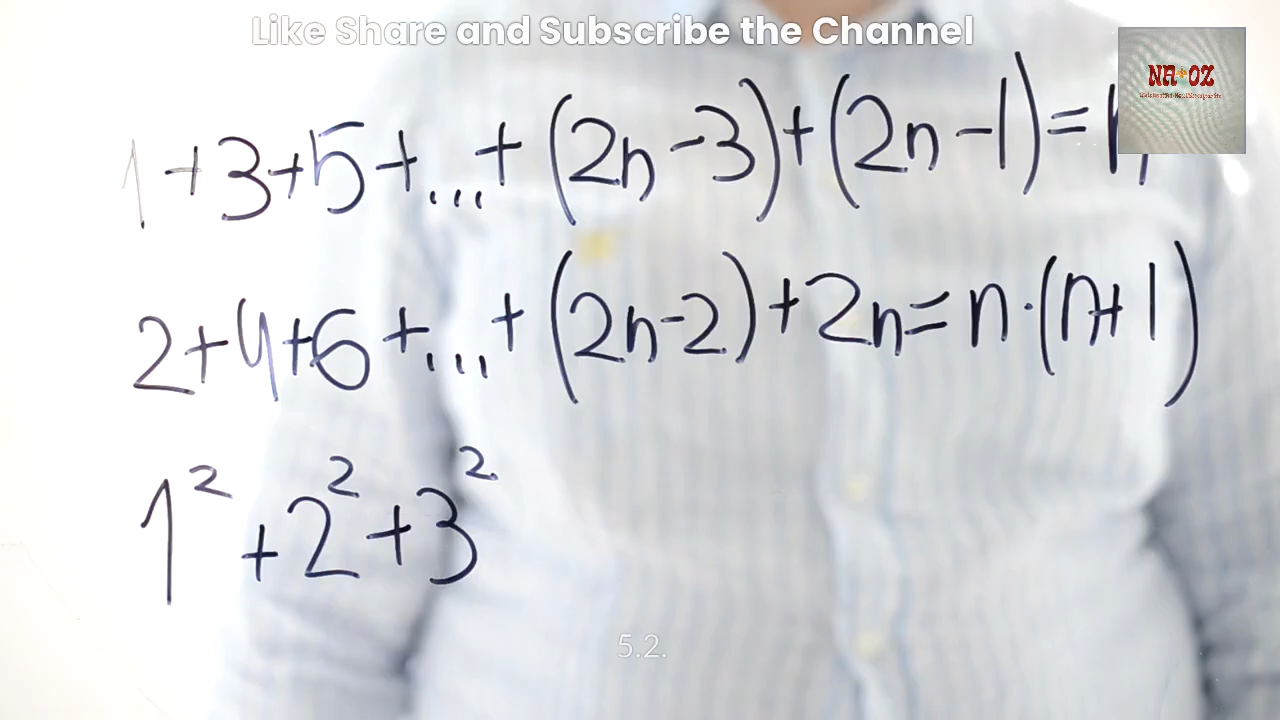 Like Share and Subscribe the Channel
NA OZ
1+3+5+...+(2n-3)+(2n-1)=
2+4+6+...+(2n-2)+2n=n·(n+1)
1²+2²+3²
5.2.